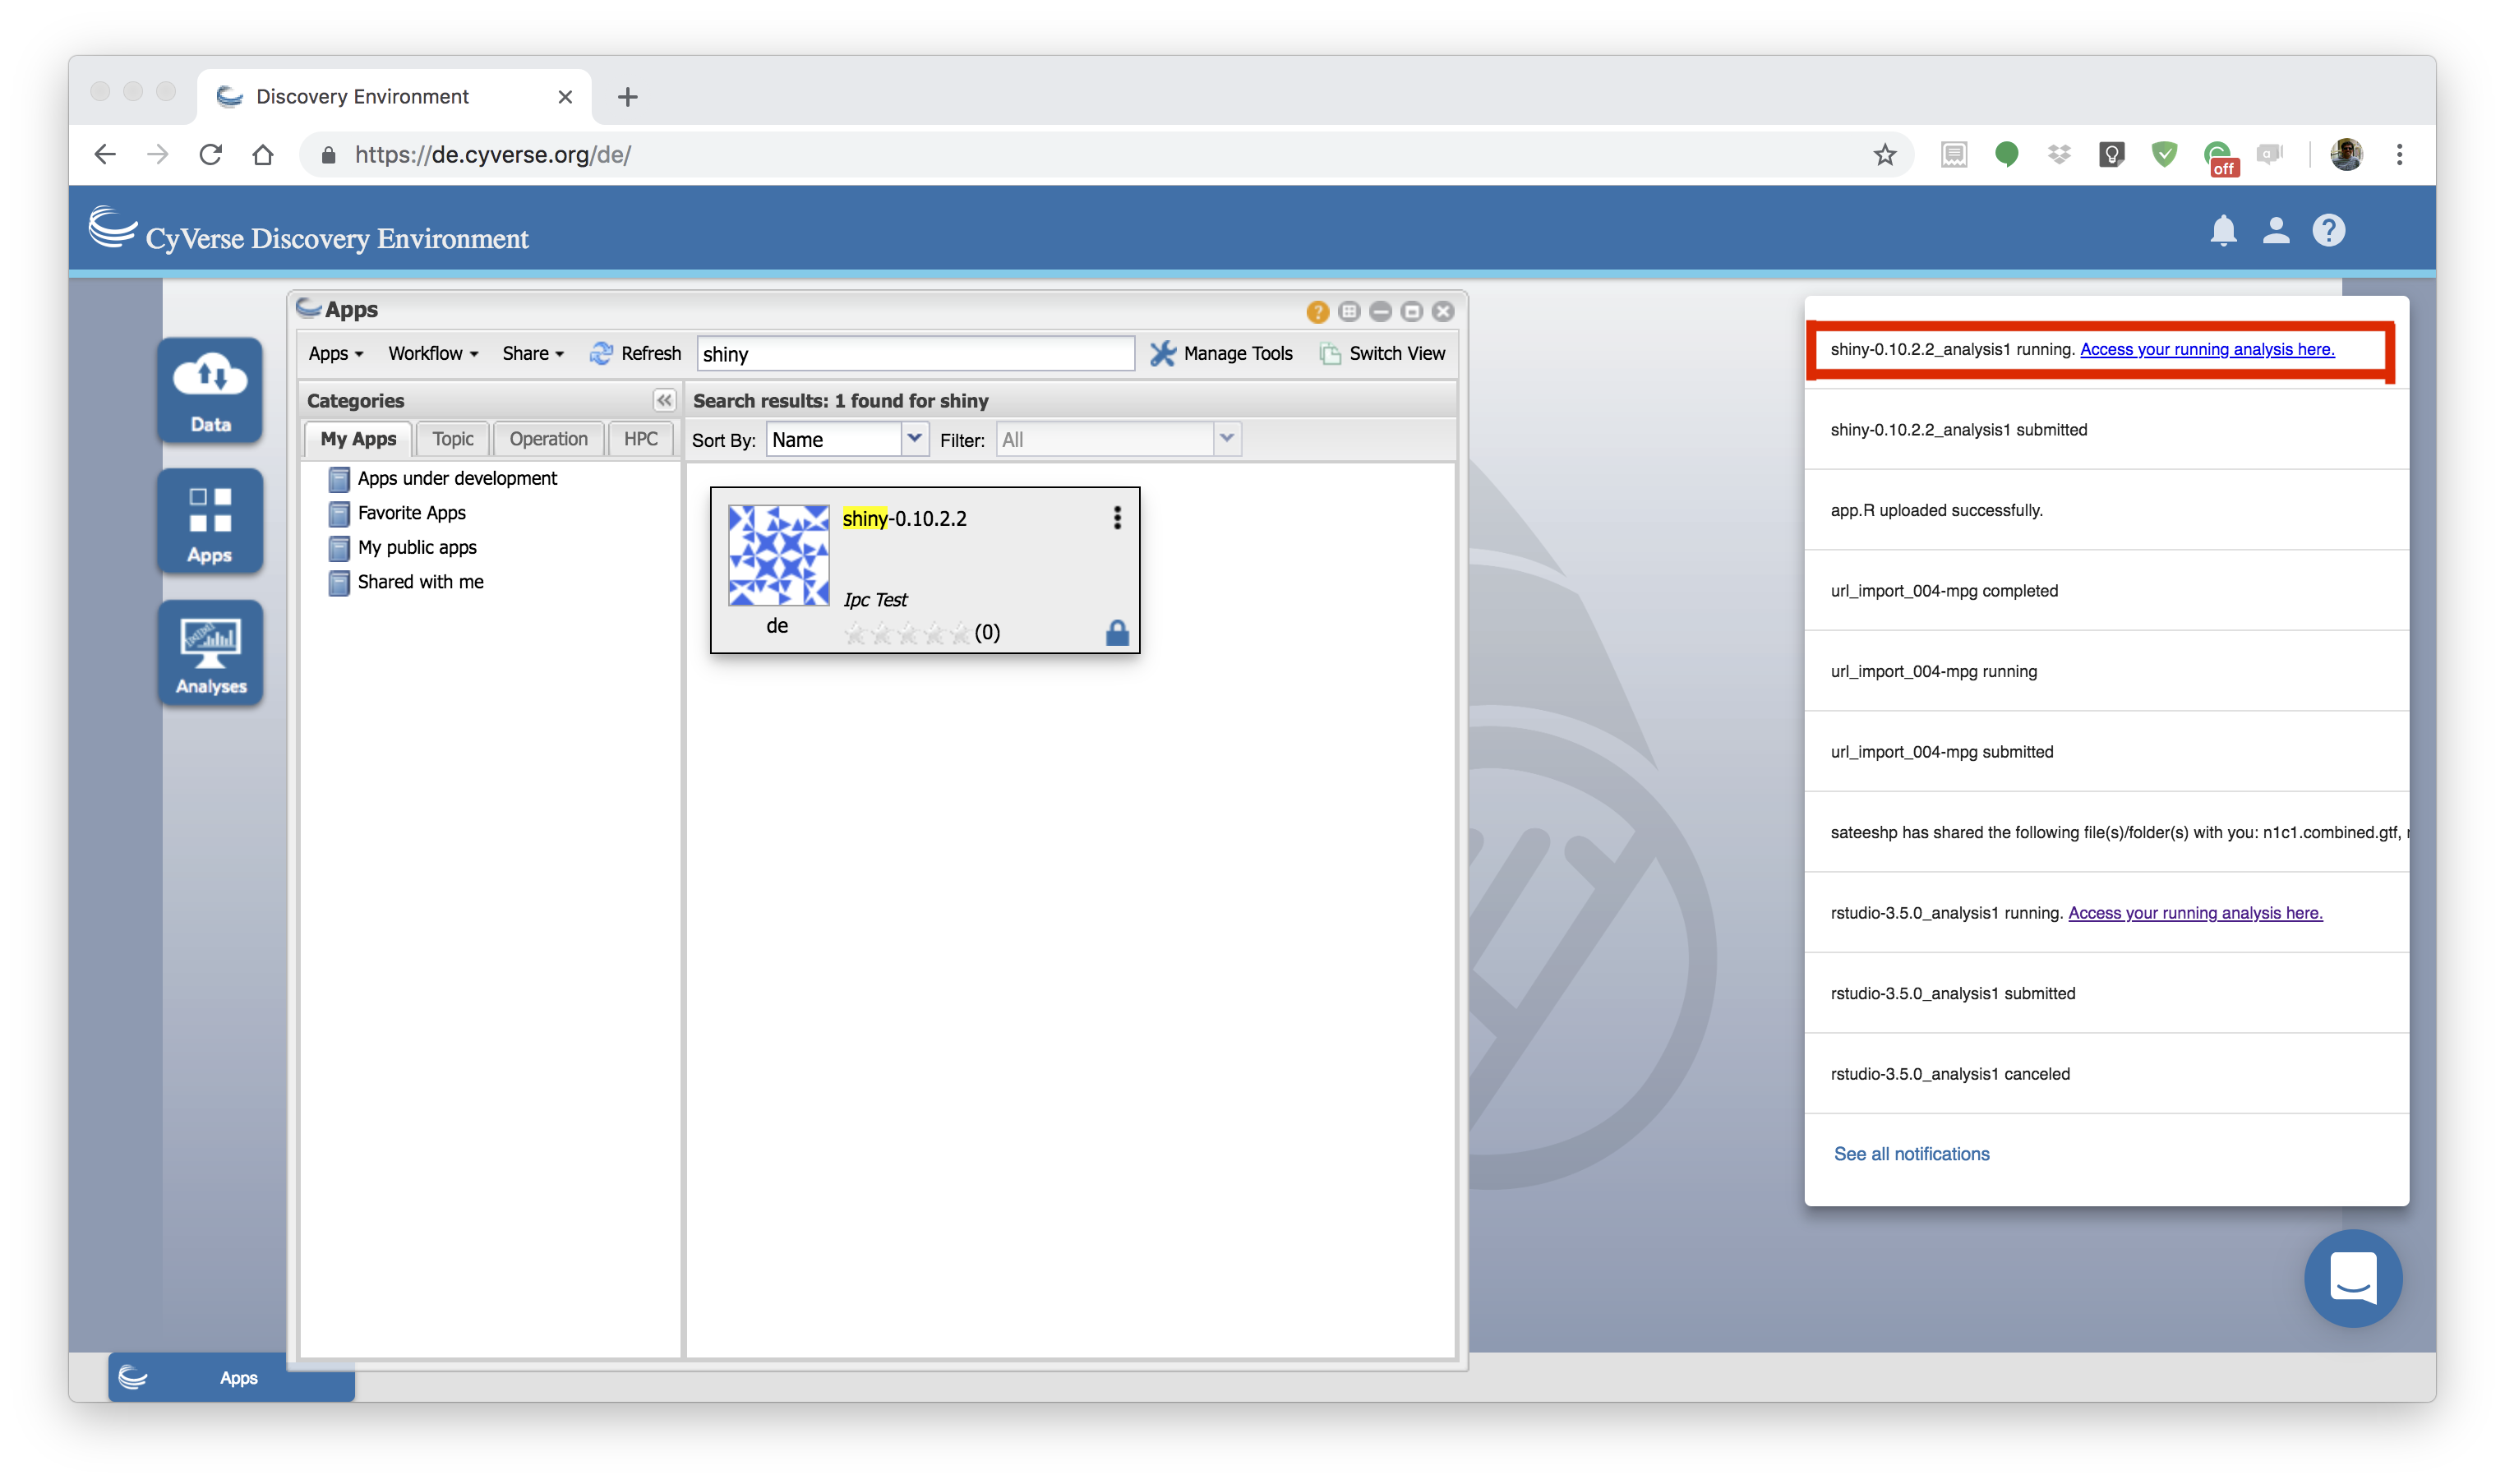 Discovery Environment
https://de.cyverse.org/de/
off
CyVerse Discovery Environment
Data
Apps
Analyses
Apps
Apps Workflow Share Refresh shiny Manage Tools Switch View
Categories
My Apps Topic Operation HPC
Apps under development
Favorite Apps
My public apps
Shared with me
Search results: 1 found for shiny
Sort By: Name Filter: All
shiny-0.10.2.2
Ipc Test
de
(0)
shiny-0.10.2.2_analysis1 running. Access your running analysis here.
shiny-0.10.2.2_analysis1 submitted
app.R uploaded successfully.
url_import_004-mpg completed
url_import_004-mpg running
url_import_004-mpg submitted
sateeshp has shared the following file(s)/folder(s) with you: n1c1.combined.gtf,
rstudio-3.5.0_analysis1 running. Access your running analysis here.
rstudio-3.5.0_analysis1 submitted
rstudio-3.5.0_analysis1 canceled
See all notifications
Apps